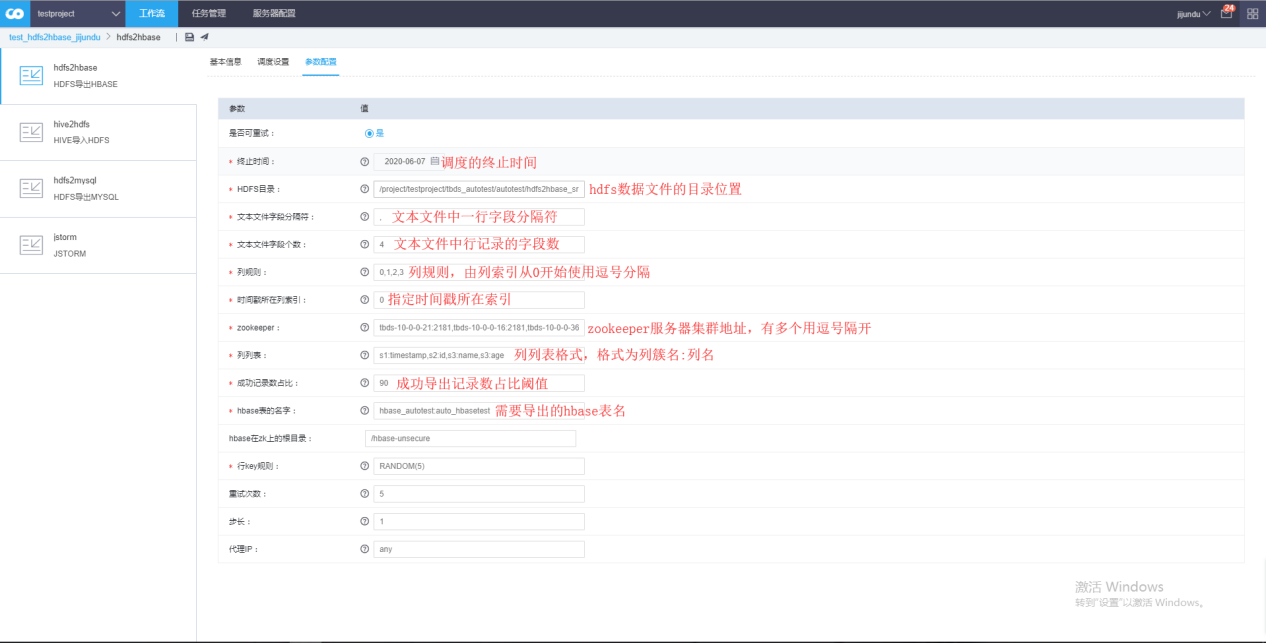 testproject 工作流 任务管理 服务器配置 jijundu 24
test_hdfs2hbase_jijundu > hdfs2hbase
hdfs2hbase
HDFS导出HBASE
hive2hdfs
HIVE导入HDFS
hdfs2mysql
HDFS导出MYSQL
jstorm
JSTORM
基本信息 调度设置 参数配置
参数 值
是否可重试： 是
* 终止时间： 2020-06-07 调度的终止时间
* HDFS目录： /project/testproject/tbds_autotest/autotest/hdfs2hbase_sr hdfs数据文件的目录位置
* 文本文件字段分隔符： , 文本文件中一行字段分隔符
* 文本文件字段个数： 4 文本文件中行记录的字段数
* 列规则： 0,1,2,3 列规则，由列索引从0开始使用逗号分隔
* 时间戳所在列索引： 0 指定时间戳所在索引
* zookeeper： tbds-10-0-0-21:2181,tbds-10-0-0-16:2181,tbds-10-0-0-36 zookeeper服务器集群地址，有多个用逗号隔开
* 列列表： s1:timestamp,s2:id,s3:name,s3:age 列列表格式，格式为列簇名:列名
* 成功记录数占比： 90 成功导出记录数占比阈值
* hbase表的名字： hbase_autotest:auto_hbasetest 需要导出的hbase表名
hbase在zk上的根目录： /hbase-unsecure
* 行key规则： RANDOM(5)
重试次数： 5
步长： 1
代理IP： any
激活 Windows
转到"设置"以激活 Windows。